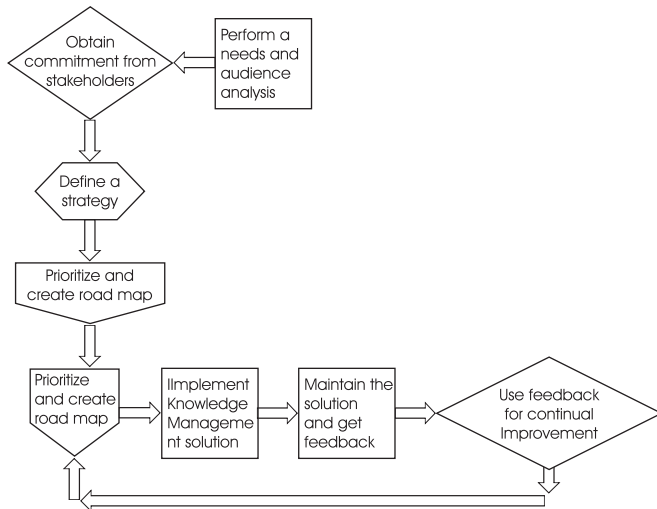 Obtain
commitment from
stakeholders
Perform a
needs and
audience
analysis
Define a
strategy
Prioritize and
create road map
Prioritize
and create
road map
IImplement
Knowledge
Manageme
nt solution
Maintain the
solution
and get
feedback
Use feedback
for continual
Improvement